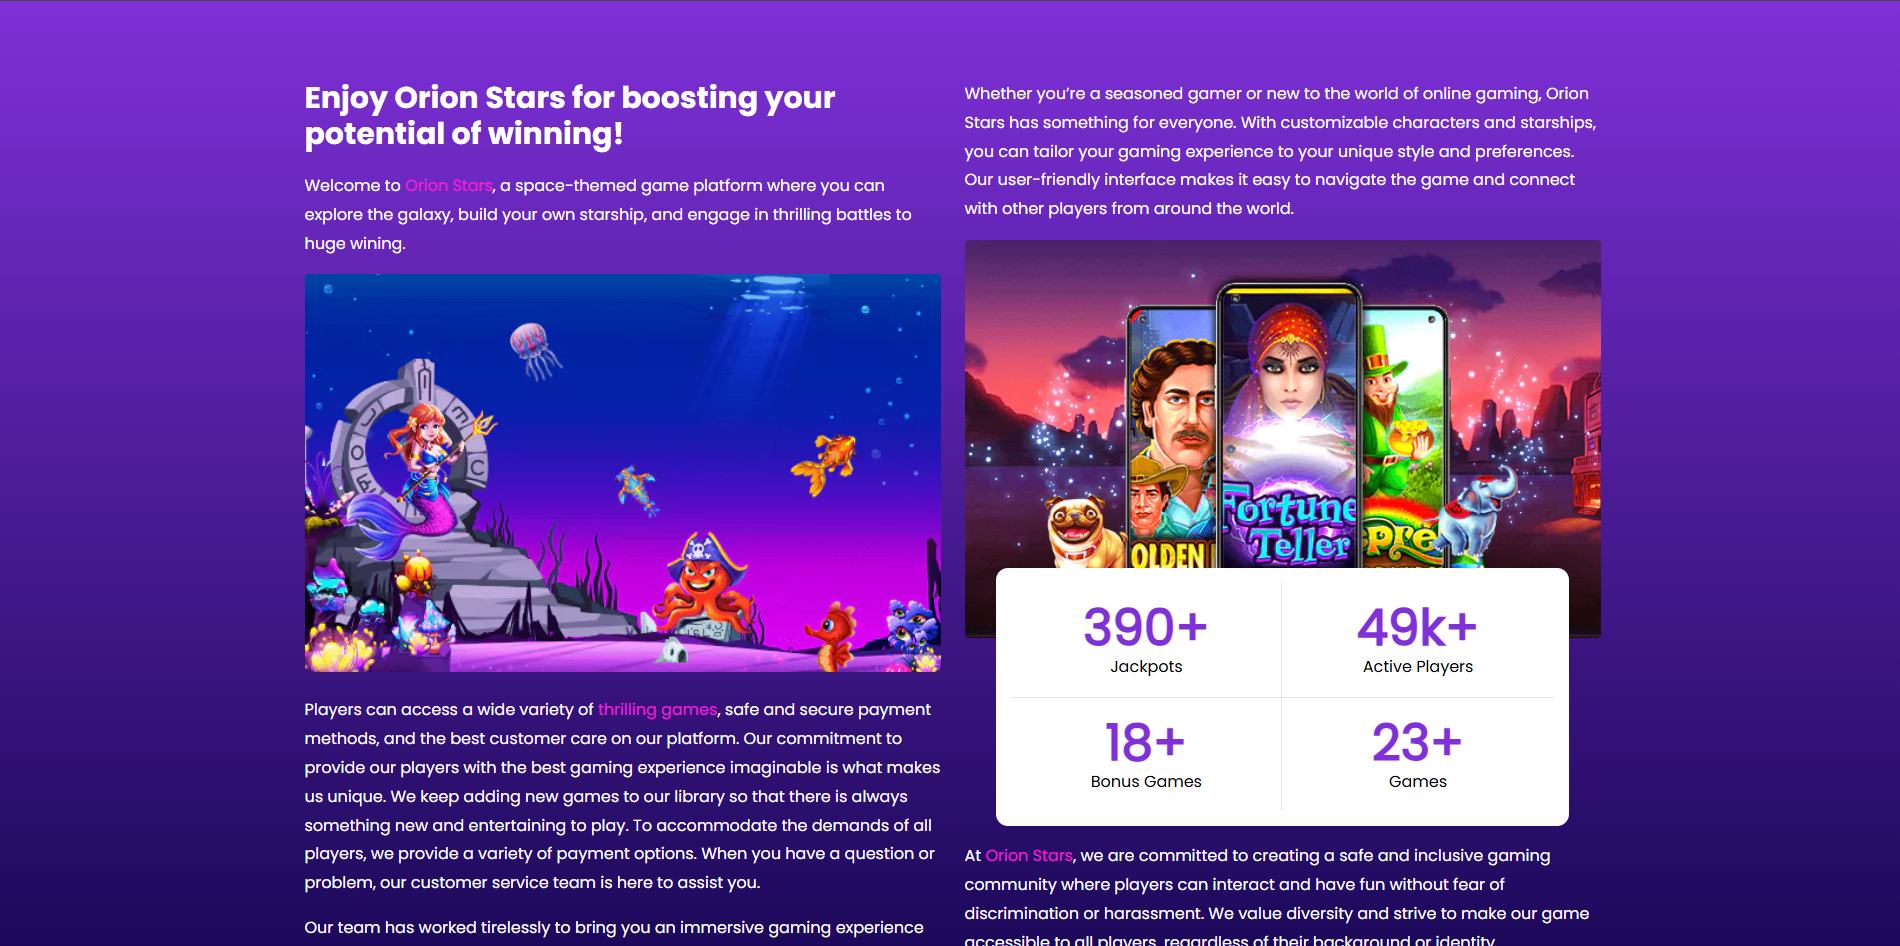 Enjoy Orion Stars for boosting your
potential of winning!
Welcome to Orion Stars, a space-themed game platform where you can
explore the galaxy, build your own starship, and engage in thrilling battles to
huge wining.
Players can access a wide variety of thrilling games, safe and secure payment
methods, and the best customer care on our platform. Our commitment to
provide our players with the best gaming experience imaginable is what makes
us unique. We keep adding new games to our library so that there is always
something new and entertaining to play. To accommodate the demands of all
players, we provide a variety of payment options. When you have a question or
problem, our customer service team is here to assist you.
Our team has worked tirelessly to bring you an immersive gaming experience
Whether you’re a seasoned gamer or new to the world of online gaming, Orion
Stars has something for everyone. With customizable characters and starships,
you can tailor your gaming experience to your unique style and preferences.
Our user-friendly interface makes it easy to navigate the game and connect
with other players from around the world.
OLDEN
Fortune
Teller
pre
390+
Jackpots
49k+
Active Players
18+
Bonus Games
23+
Games
At Orion Stars, we are committed to creating a safe and inclusive gaming
community where players can interact and have fun without fear of
discrimination or harassment. We value diversity and strive to make our game
accessible to all players, regardless of their background or identity.